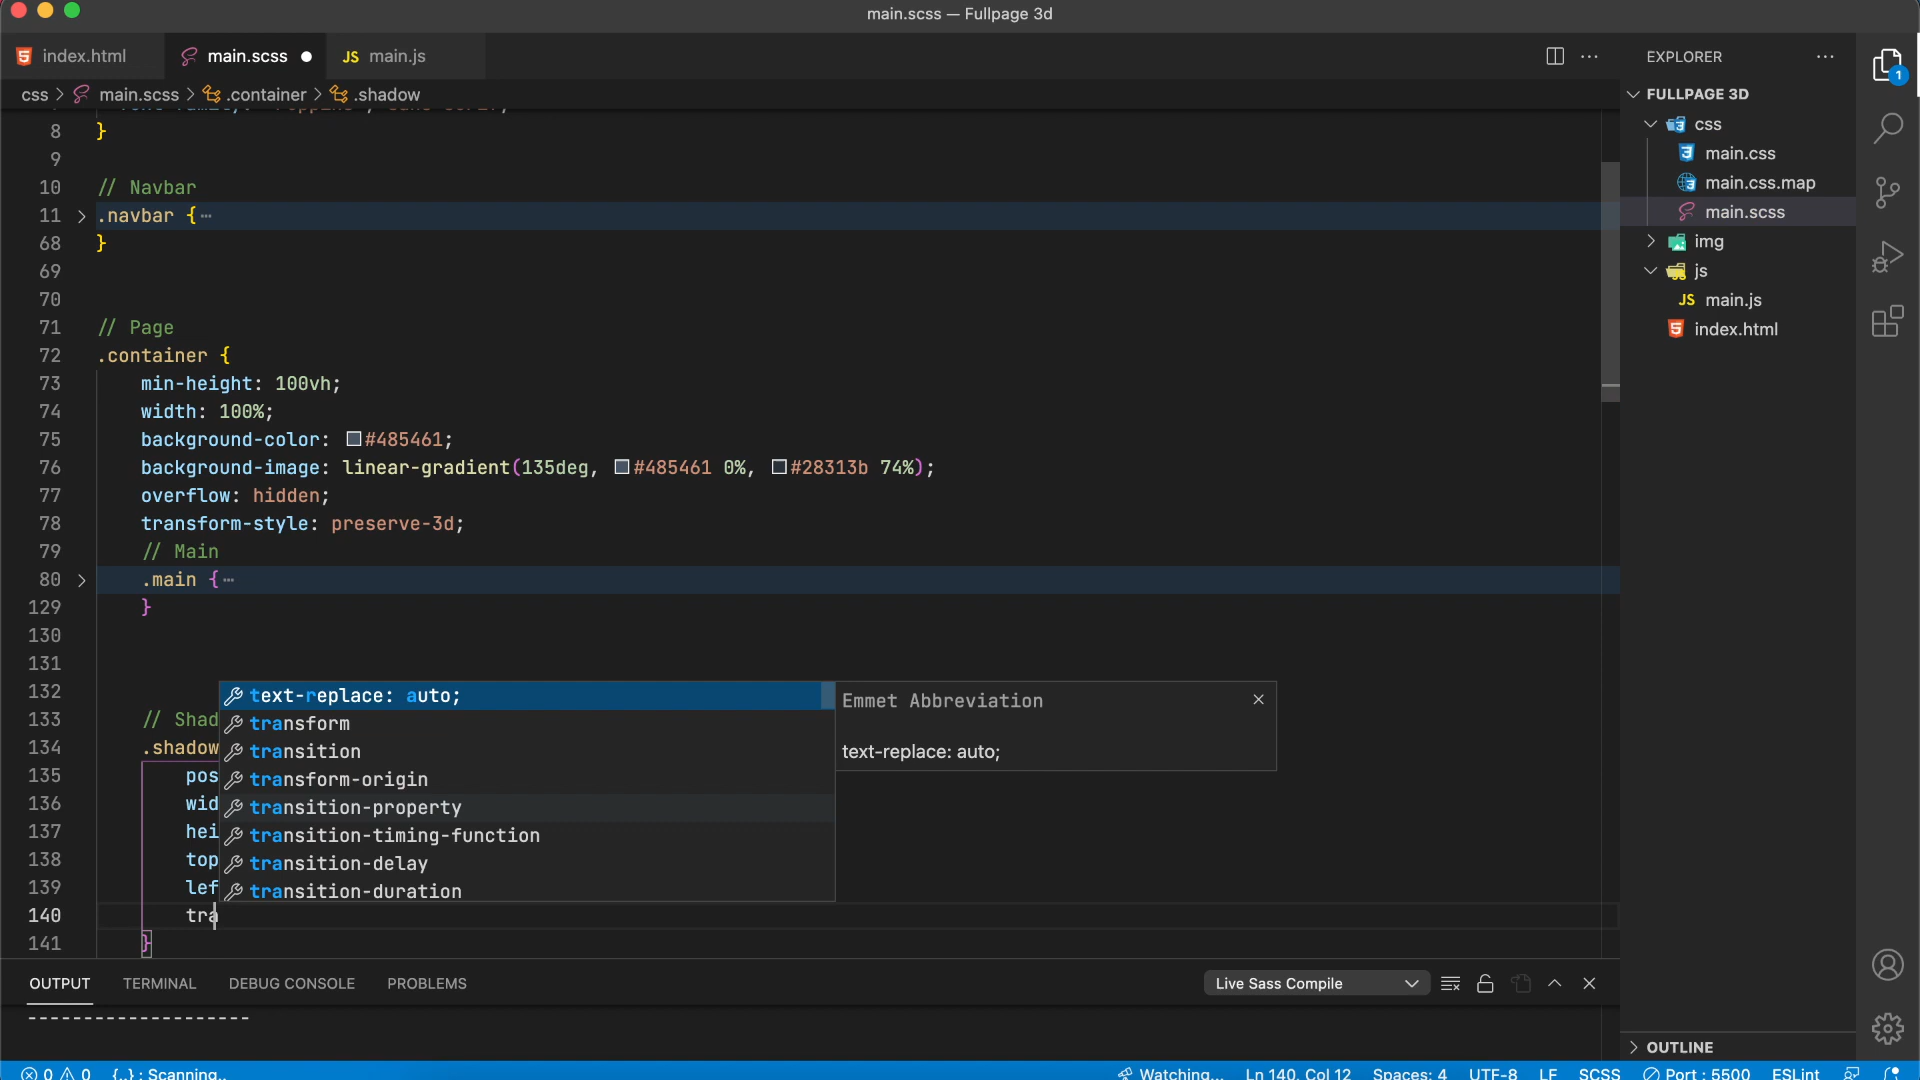 main.scss — Fullpage 3d
index.html
main.scss
JS main.js
EXPLORER
css > main.scss > .container > .shadow
8 }
9
10 // Navbar
11 .navbar {
68 }
69
70
71 // Page
72 .container {
73 min-height: 100vh;
74 width: 100%;
75 background-color: #485461;
76 background-image: linear-gradient(135deg, #485461 0%, #28313b 74%);
77 overflow: hidden;
78 transform-style: preserve-3d;
79 // Main
80 .main {
129 }
130
131
132
133 // Shad
134 .shadow
135 pos
136 wid
137 hei
138 top
139 lef
140 tra
141 }
text-replace: auto;
transform
transition
transform-origin
transition-property
transition-timing-function
transition-delay
transition-duration
Emmet Abbreviation
text-replace: auto;
FULLPAGE 3D
css
main.css
main.css.map
main.scss
img
js
JS main.js
index.html
1
OUTPUT
TERMINAL
DEBUG CONSOLE
PROBLEMS
Live Sass Compile
--------------------
OUTLINE
0 0 {..} : Scanning..
Watching... Ln 140, Col 12 Spaces: 4 UTF-8 LF SCSS Port : 5500 ESLint